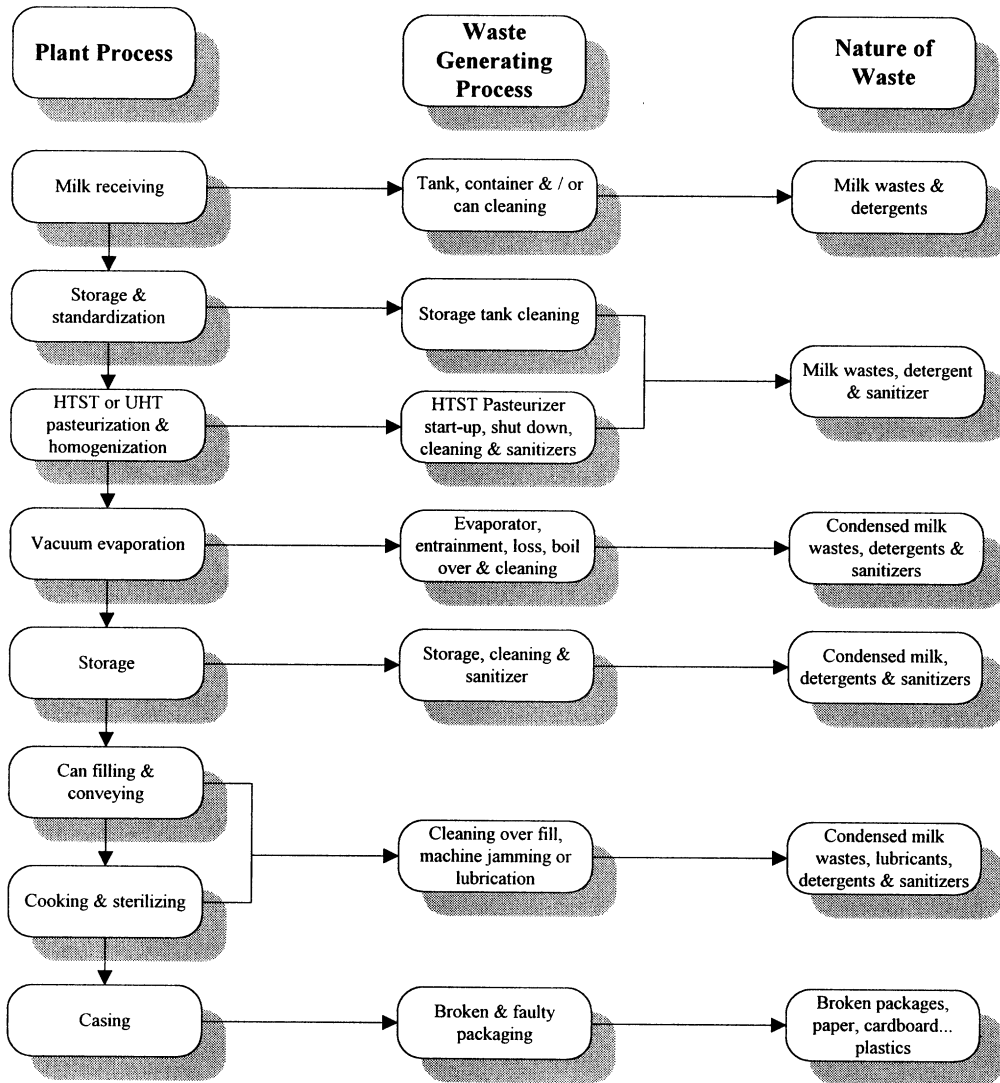 Plant Process
Waste
Generating
Process
Nature of
Waste
Milk receiving
Tank, container & / or
can cleaning
Milk wastes &
detergents
Storage &
standardization
Storage tank cleaning
Milk wastes, detergent
& sanitizer
HTST or UHT
pasteurization &
homogenization
HTST Pasteurizer
start-up, shut down,
cleaning & sanitizers
Vacuum evaporation
Evaporator,
entrainment, loss, boil
over & cleaning
Condensed milk
wastes, detergents &
sanitizers
Storage
Storage, cleaning &
sanitizer
Condensed milk,
detergents & sanitizers
Can filling &
conveying
Cleaning over fill,
machine jamming or
lubrication
Condensed milk
wastes, lubricants,
detergents & sanitizers
Cooking & sterilizing
Casing
Broken & faulty
packaging
Broken packages,
paper, cardboard...
plastics